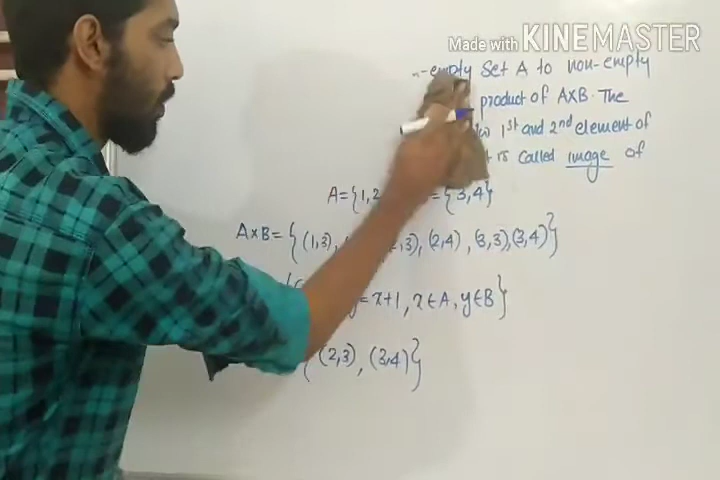 Made with KINEMASTER
-empty Set A to non-empty
product of A×B. The
1st and 2nd element of
is called image of
A={1,2 = {3,4}
A×B={(1,3), 2,3), (2,4), (3,3),(3,4)}
y=x+1, x∈A, y∈B}
(2,3), (3,4)}